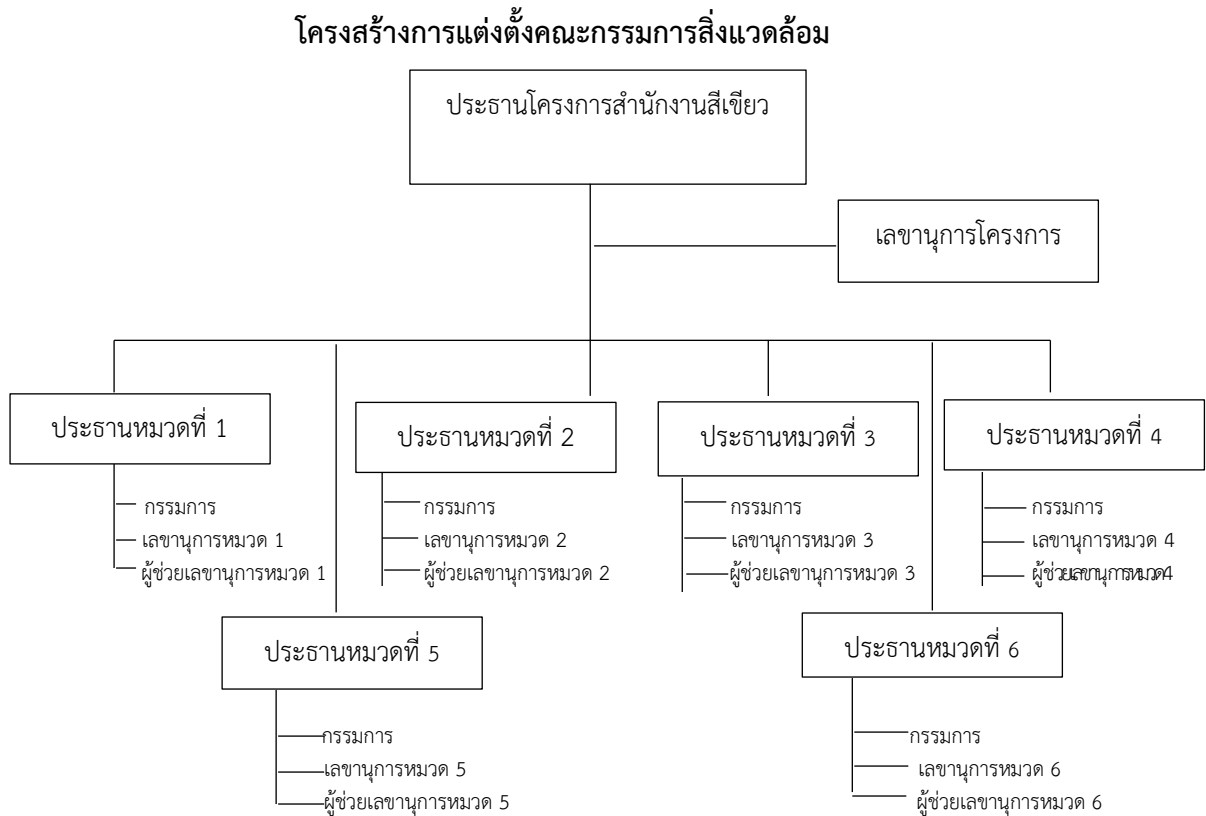 โครงสร้างการแต่งตั้งคณะกรรมการสิ่งแวดล้อม
ประธานโครงการสำนักงานสีเขียว
เลขานุการโครงการ
ประธานหมวดที่ 1
กรรมการ
เลขานุการหมวด 1
ผู้ช่วยเลขานุการหมวด 1
ประธานหมวดที่ 2
กรรมการ
เลขานุการหมวด 2
ผู้ช่วยเลขานุการหมวด 2
ประธานหมวดที่ 3
กรรมการ
เลขานุการหมวด 3
ผู้ช่วยเลขานุการหมวด 3
ประธานหมวดที่ 4
กรรมการ
เลขานุการหมวด 4
ประธานหมวดที่ 5
กรรมการ
เลขานุการหมวด 5
ผู้ช่วยเลขานุการหมวด 5
ประธานหมวดที่ 6
กรรมการ
เลขานุการหมวด 6
ผู้ช่วยเลขานุการหมวด 6